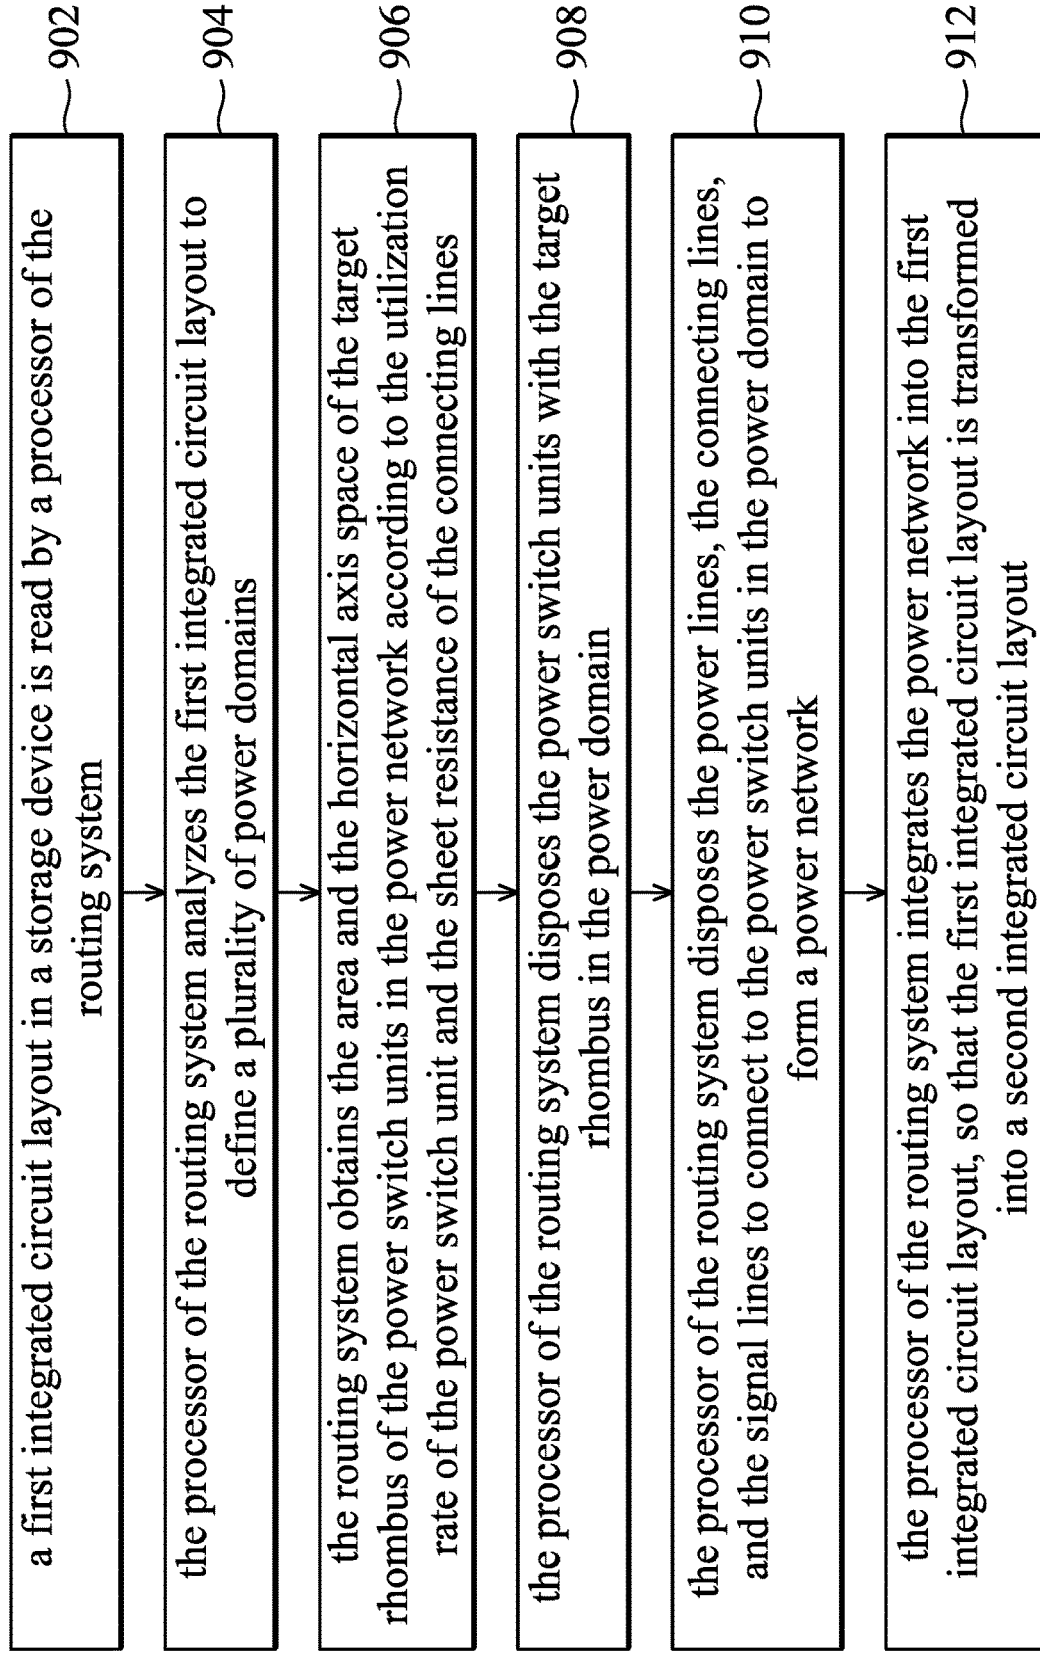 a first integrated circuit layout in a storage device is read by a processor of the
routing system
902
the processor of the routing system analyzes the first integrated circuit layout to
define a plurality of power domains
904
the routing system obtains the area and the horizontal axis space of the target
rhombus of the power switch units in the power network according to the utilization
rate of the power switch unit and the sheet resistance of the connecting lines
906
the processor of the routing system disposes the power switch units with the target
rhombus in the power domain
908
the processor of the routing system disposes the power lines, the connecting lines,
and the signal lines to connect to the power switch units in the power domain to
form a power network
910
the processor of the routing system integrates the power network into the first
integrated circuit layout, so that the first integrated circuit layout is transformed
into a second integrated circuit layout
912